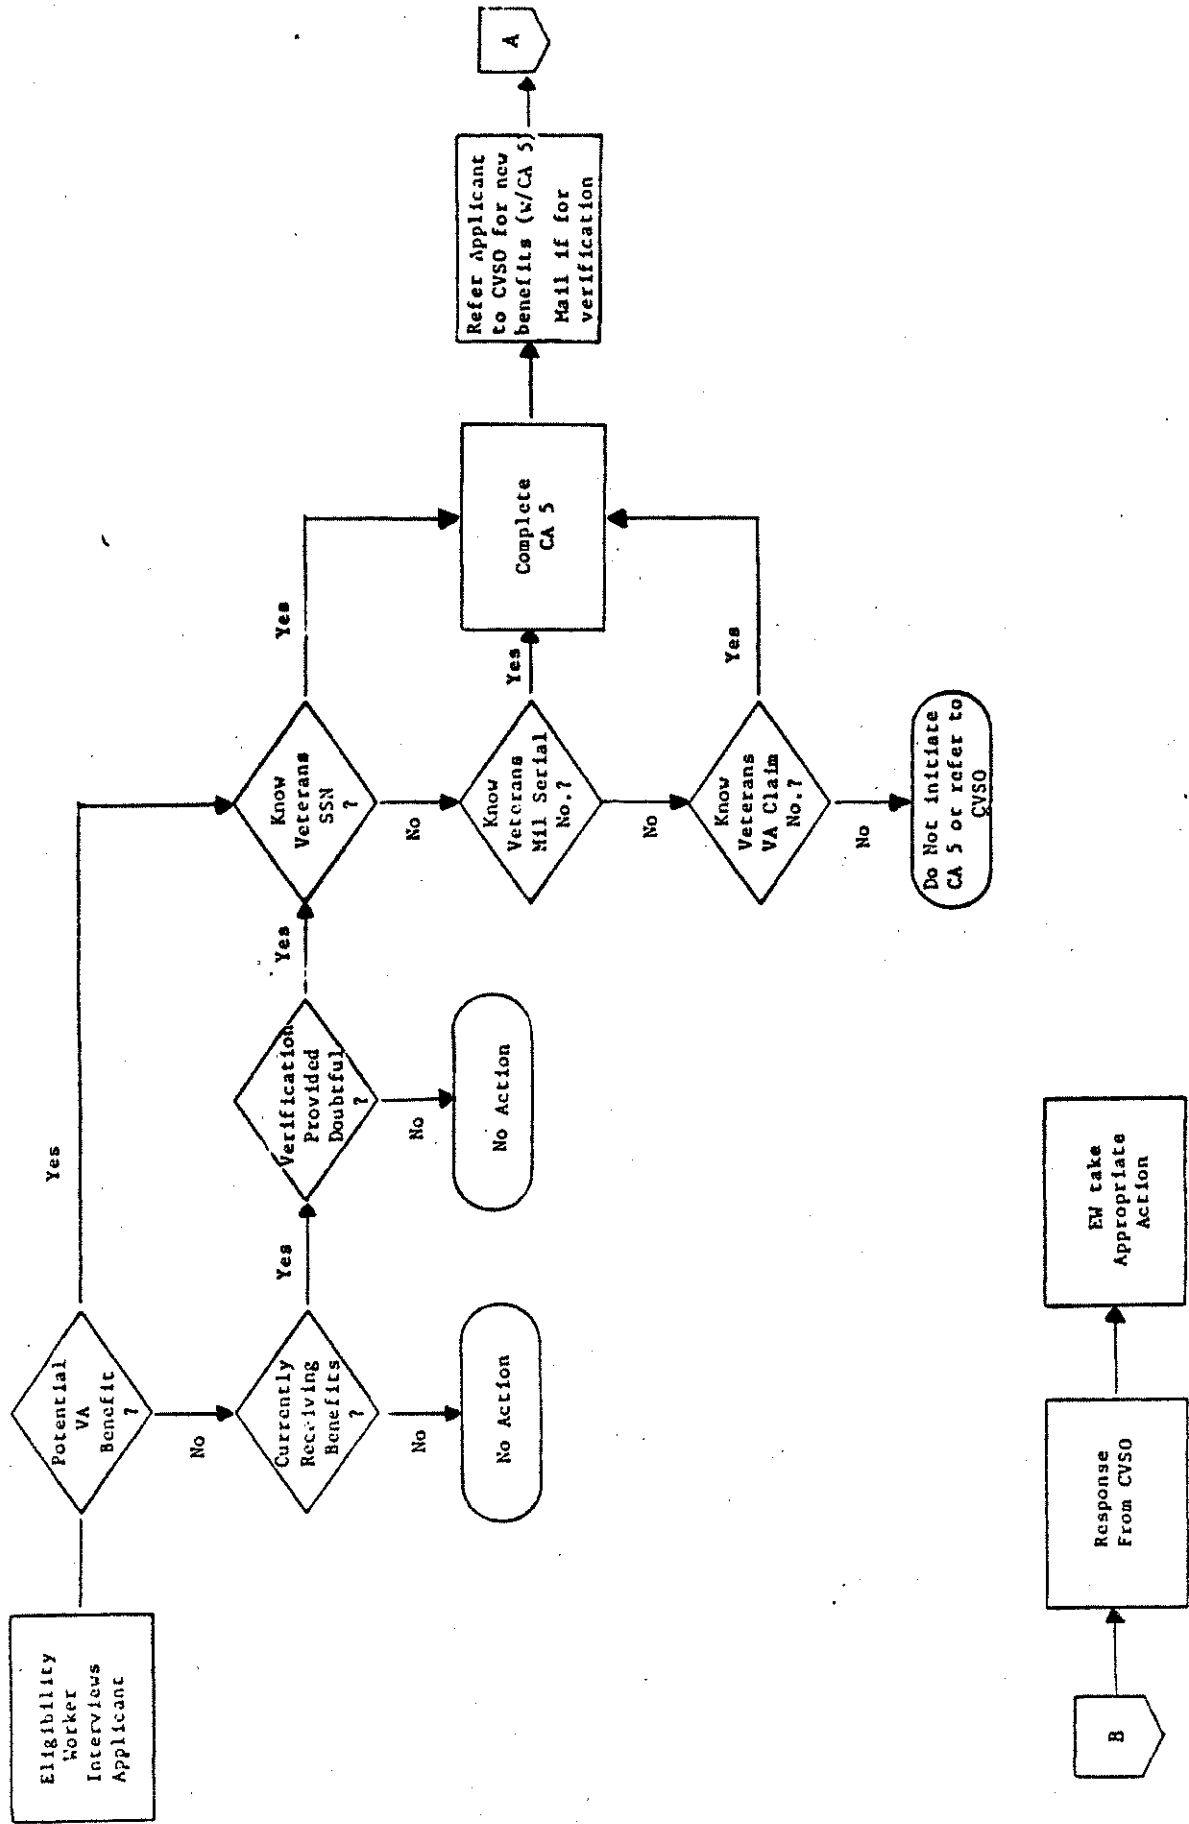 Eligibility
Worker
Interviews
Applicant
Potential
VA
Benefit
?
Yes
No
Currently
Receiving
Benefits
?
Yes
No
No Action
Verification
Provided
Doubtful
?
Yes
No
No Action
Know
Veterans
SSN
?
Yes
No
Know
Veterans
Mil Serial
No.?
Yes
No
Know
Veterans
VA Claim
No.?
Yes
No
Do Not initiate
CA 5 or refer to
CVSO
Complete
CA 5
Refer Applicant
to CVSO for new
benefits (w/CA 5)
Mail if for
verification
A
B
Response
From CVSO
EW take
Appropriate
Action